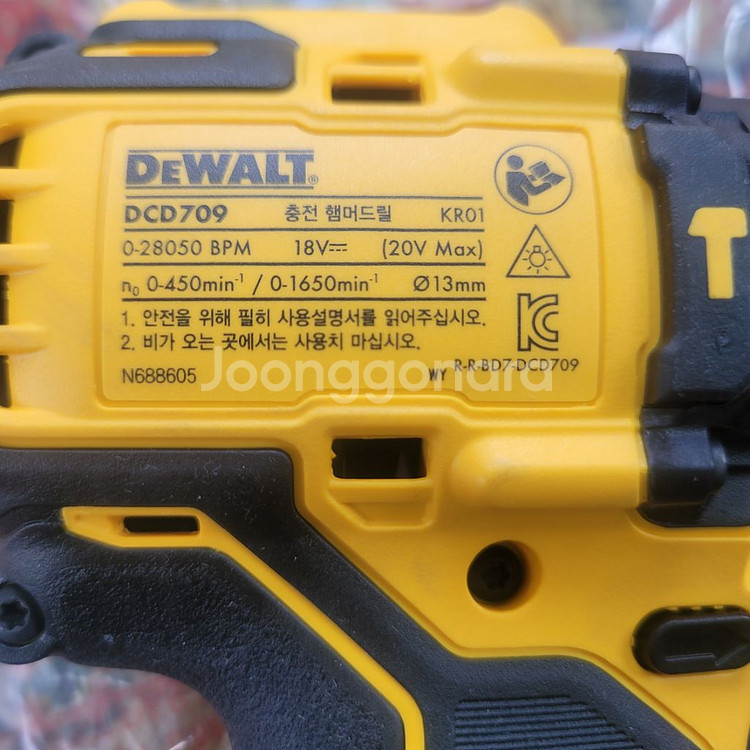 DEWALT®
DCD709 충전 햄머드릴 KR01
0-28050 BPM 18V⎓ (20V Max)
n₀ 0-450min⁻¹ / 0-1650min⁻¹ Ø13mm
1. 안전을 위해 필히 사용설명서를 읽어주십시오.
2. 비가 오는 곳에서는 사용치 마십시오.
N688605 WY R-R-BD7-DCD709
Joonggonara